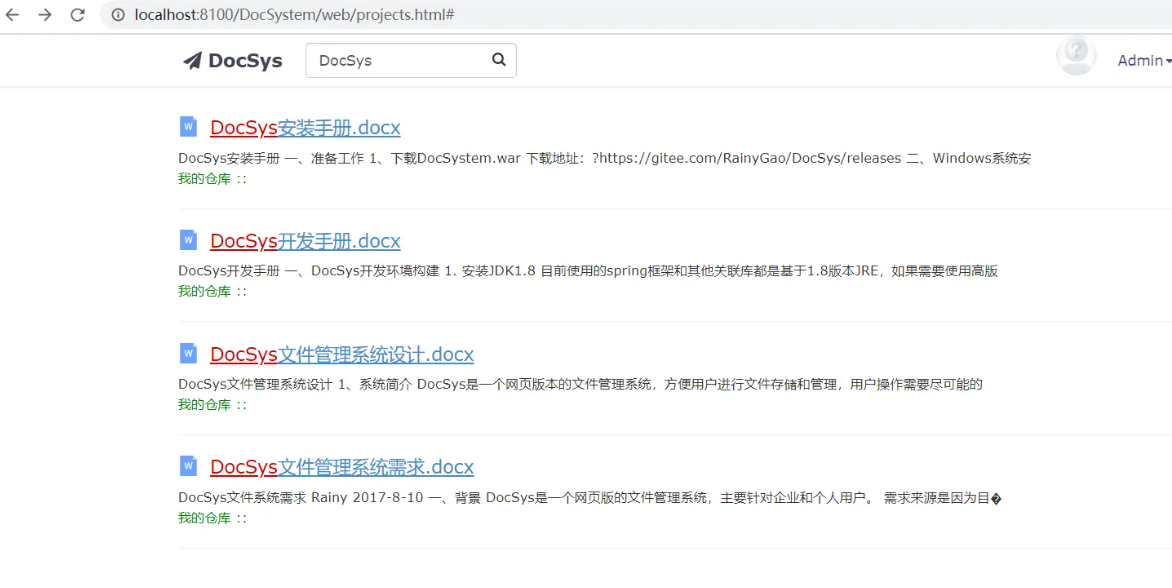 localhost:8100/DocSystem/web/projects.html#
DocSys DocSys Admin
DocSys安装手册.docx
DocSys安装手册 一、准备工作 1、下载DocSystem.war 下载地址：?https://gitee.com/RainyGao/DocSys/releases 二、Windows系统安
我的仓库 ::
DocSys开发手册.docx
DocSys开发手册 一、DocSys开发环境构建 1. 安装JDK1.8 目前使用的spring框架和其他关联库都是基于1.8版本JRE，如果需要使用高版
我的仓库 ::
DocSys文件管理系统设计.docx
DocSys文件管理系统设计 1、系统简介 DocSys是一个网页版本的文件管理系统，方便用户进行文件存储和管理，用户操作需要尽可能的
我的仓库 ::
DocSys文件管理系统需求.docx
DocSys文件系统需求 Rainy 2017-8-10 一、背景 DocSys是一个网页版的文件管理系统，主要针对企业和个人用户。 需求来源是因为目�
我的仓库 ::